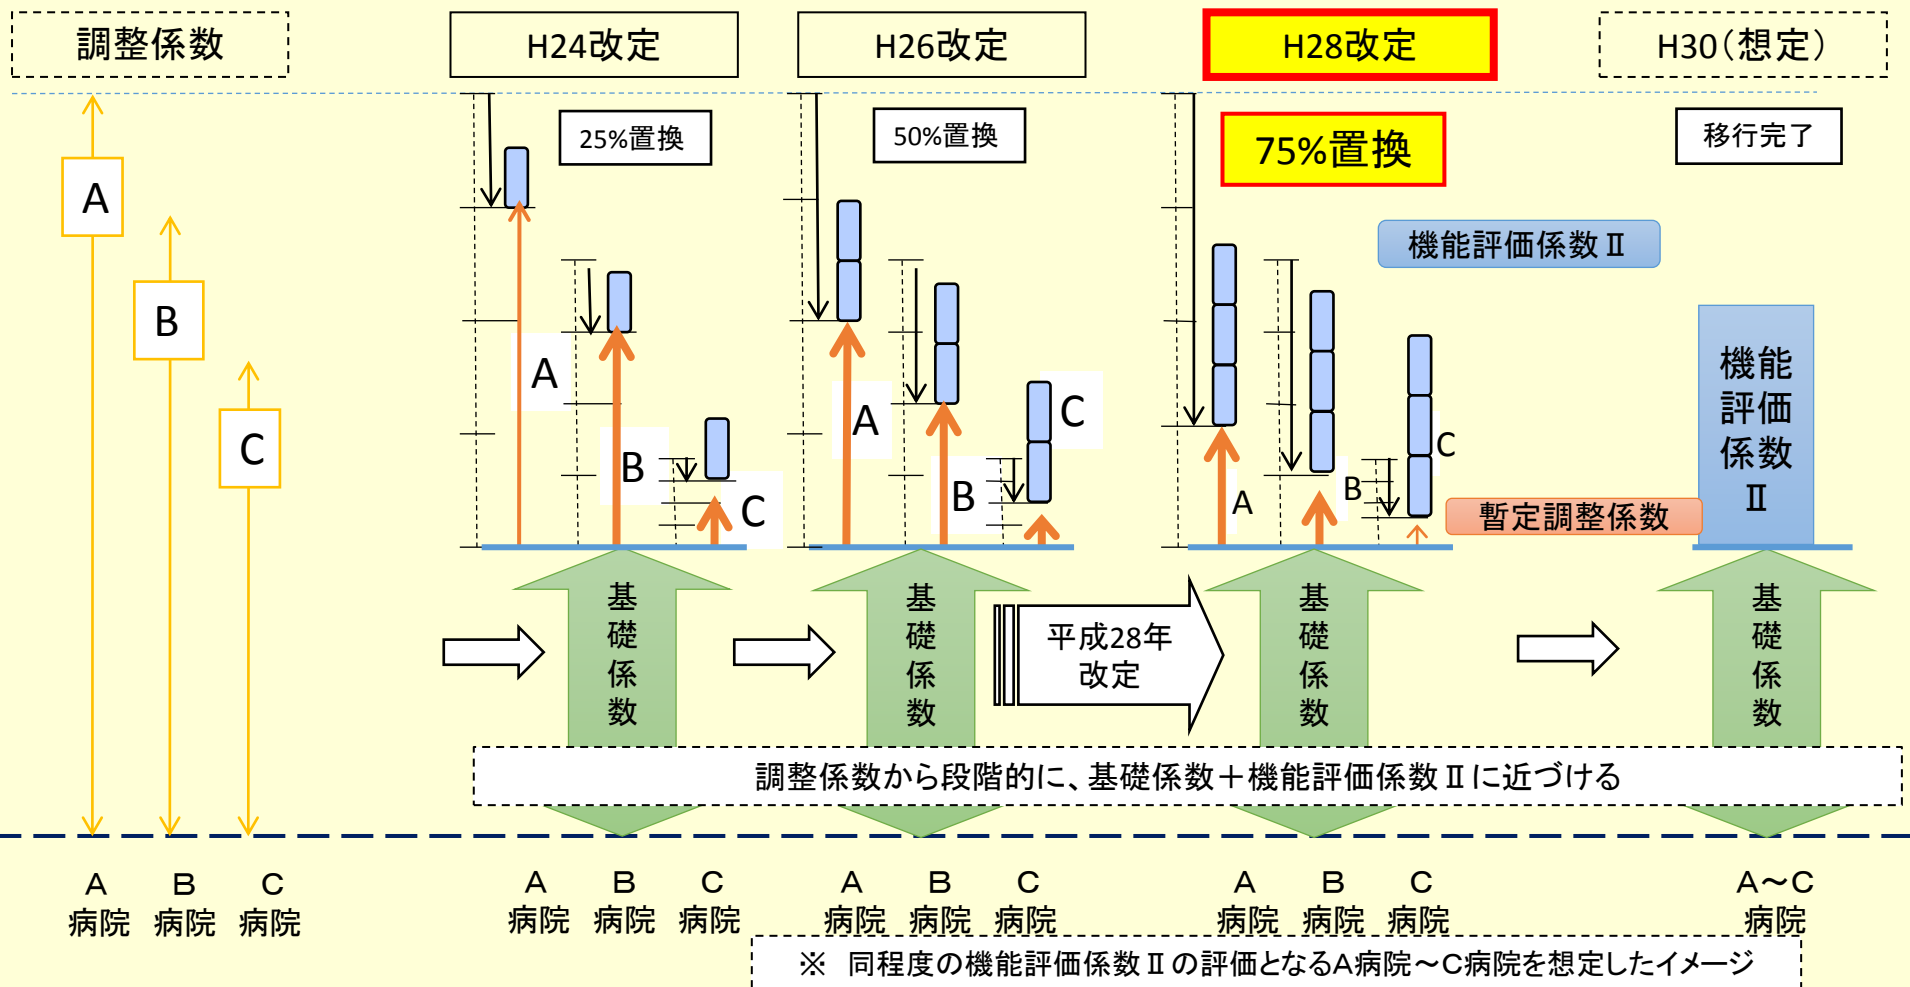 調整係数
H24改定
H26改定
H28改定
H30(想定)
25%置換
50%置換
75%置換
移行完了
A
B
C
A
B
C
A
B
C
A
B
C
機能評価係数Ⅱ
暫定調整係数
機能
評価
係数
Ⅱ
基礎係数
基礎係数
平成28年
改定
基礎係数
基礎係数
調整係数から段階的に、基礎係数+機能評価係数Ⅱに近づける
A B C
病院 病院 病院
A B C
病院 病院 病院
A B C
病院 病院 病院
A B C
病院 病院 病院
A～C
病院
※ 同程度の機能評価係数Ⅱの評価となるA病院～C病院を想定したイメージ